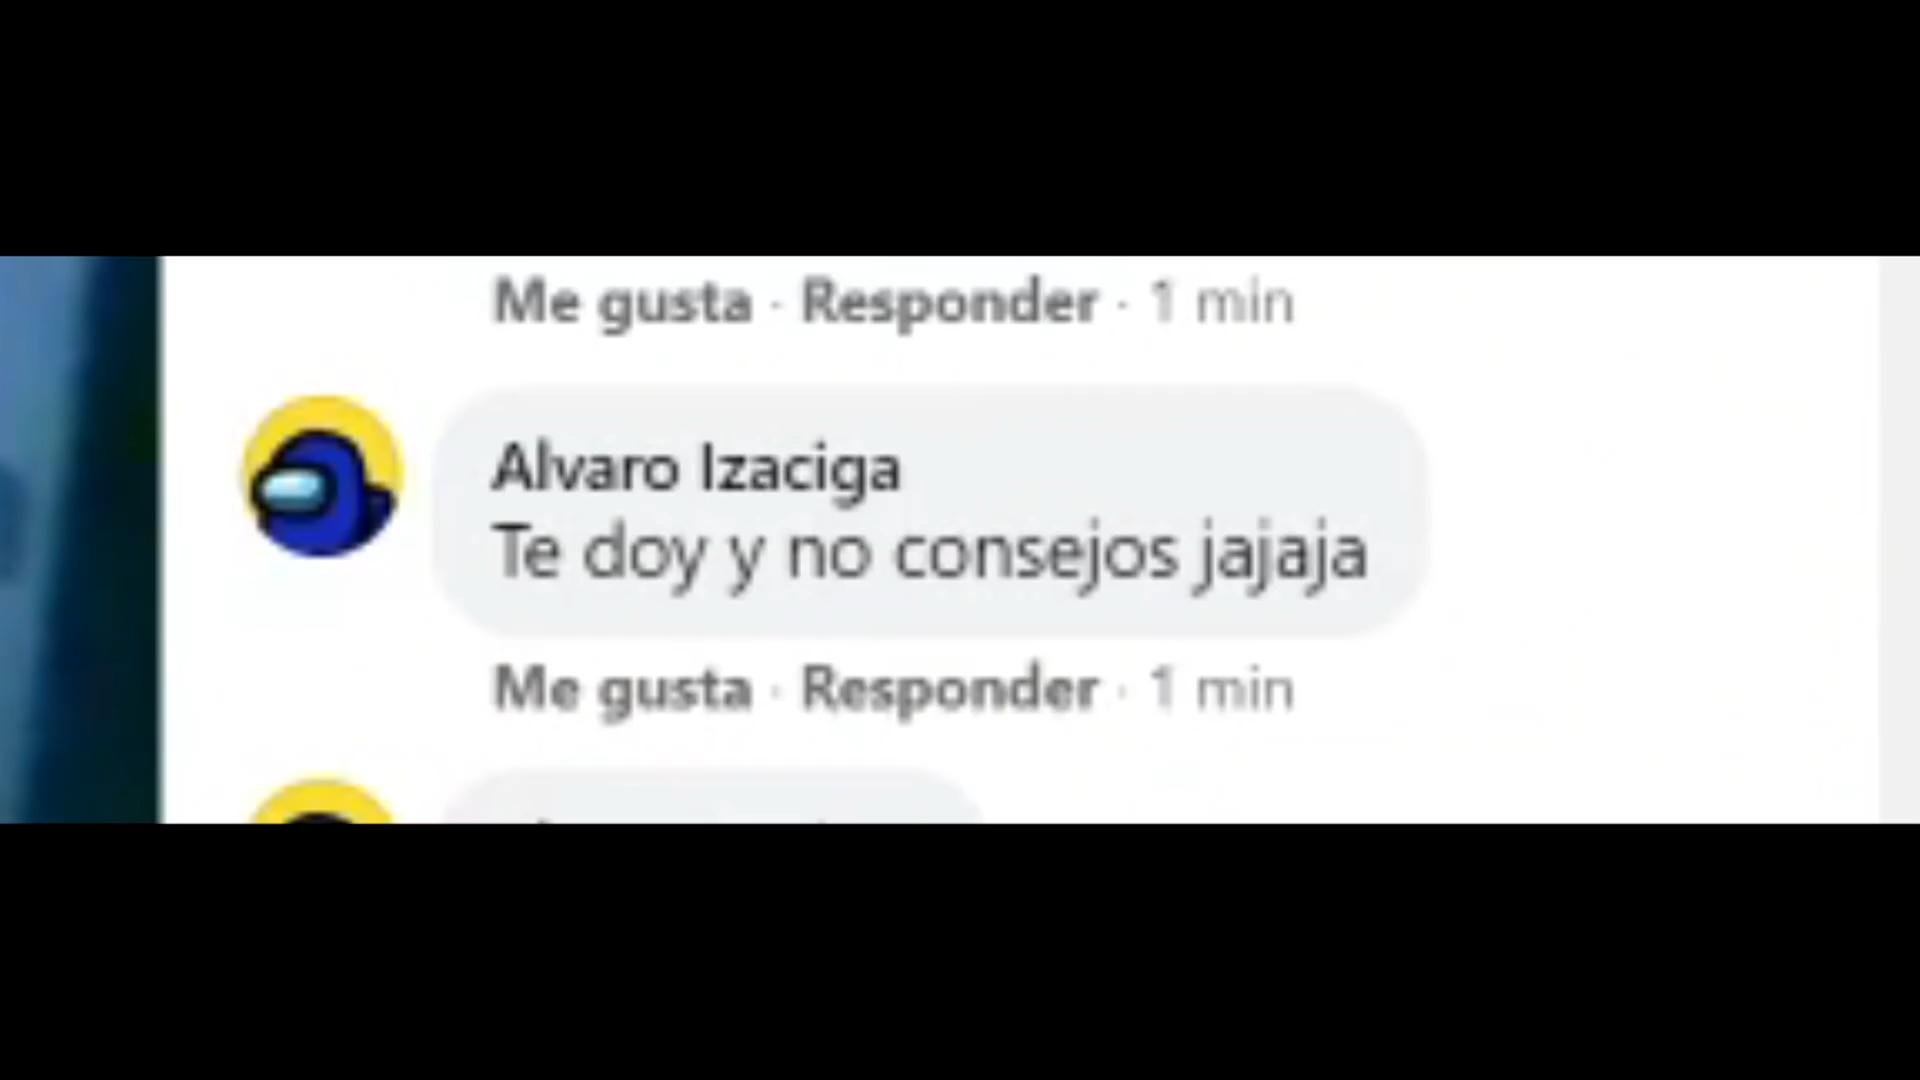 Me gusta · Responder · 1 min
Alvaro Izaciga
Te doy y no consejos jajaja
Me gusta · Responder · 1 min